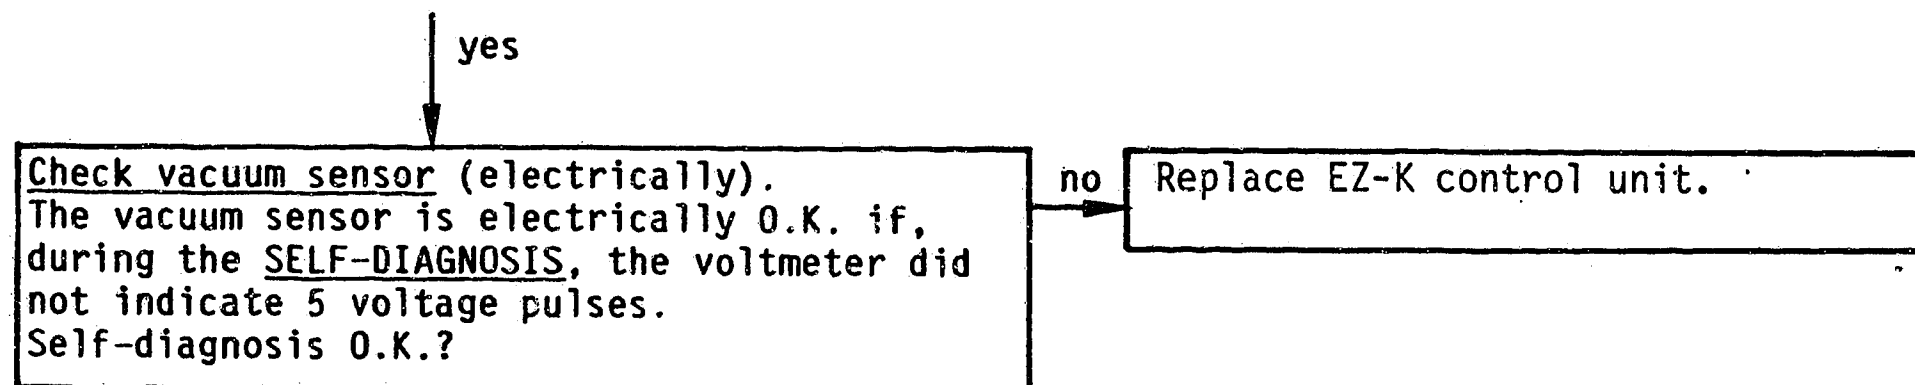 yes
Check vacuum sensor (electrically).
The vacuum sensor is electrically O.K. if,
during the SELF-DIAGNOSIS, the voltmeter did
not indicate 5 voltage pulses.
Self-diagnosis O.K.?
no
Replace EZ-K control unit.